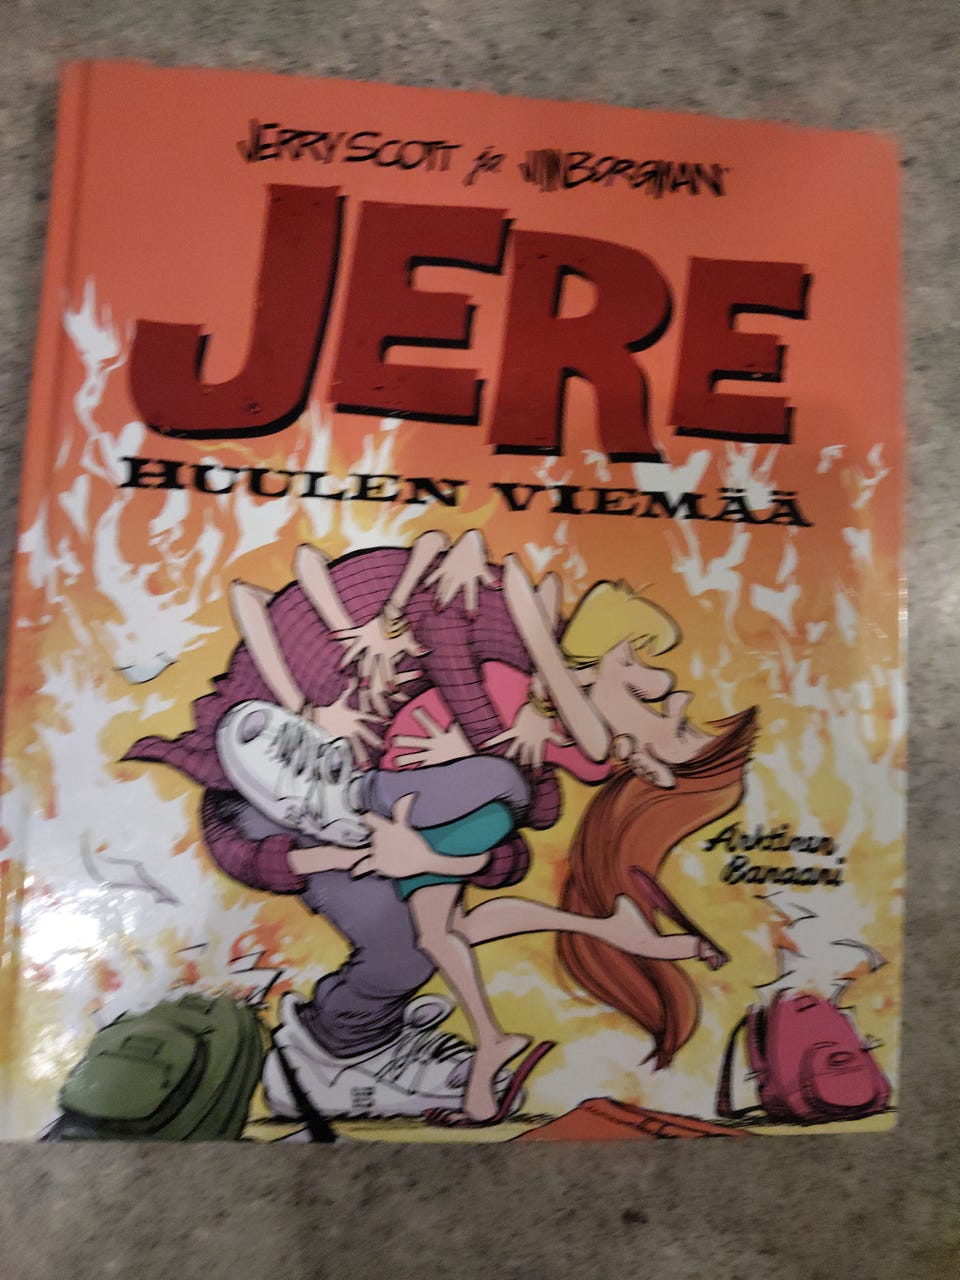 JERRY SCOTT ja JIM BORGMAN
JERE
HUULEN VIEMÄÄ
Arktinen
Banaani